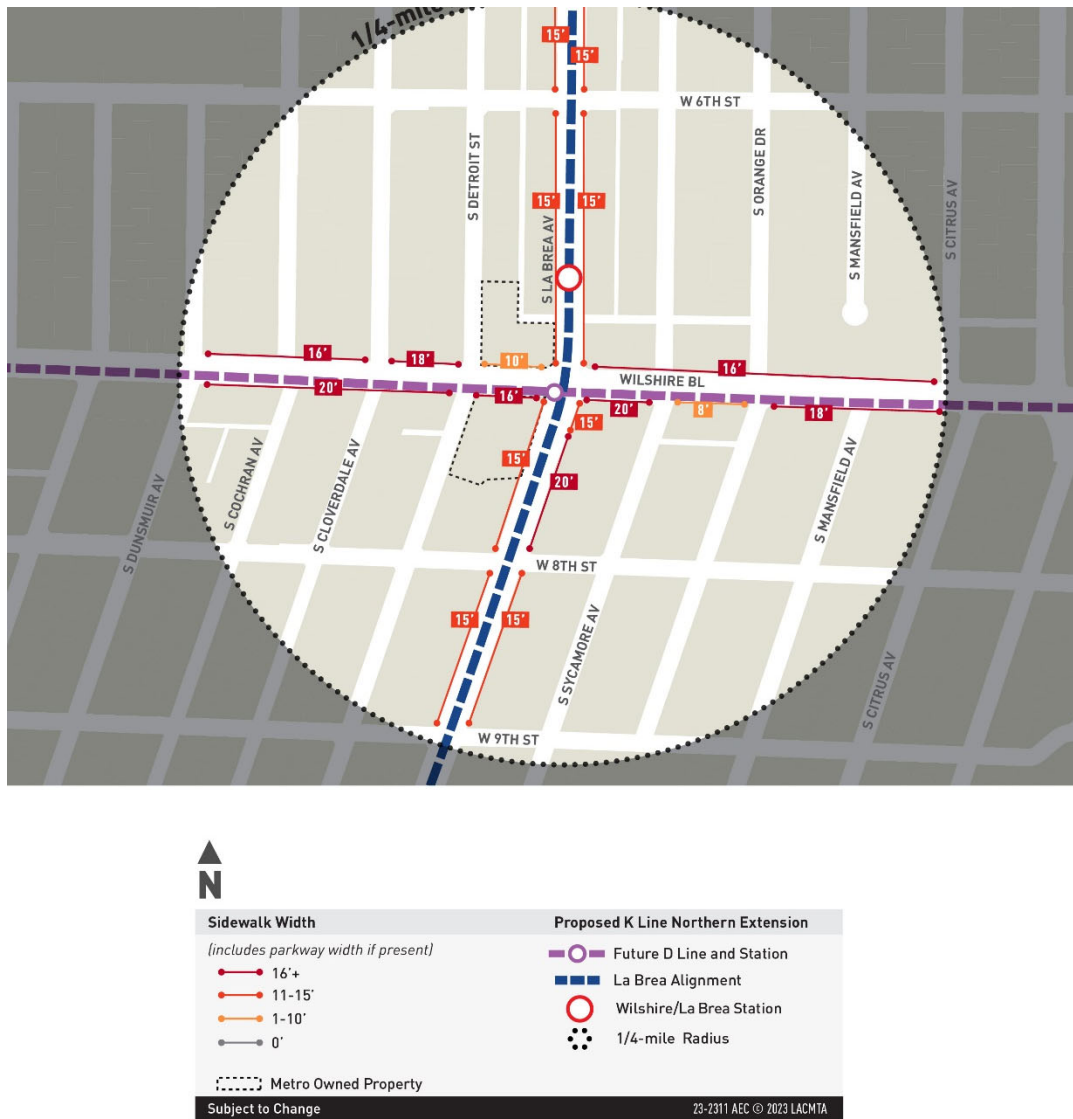 1/4-mile
15’
15’
W 6TH ST
S DETROIT ST
S LA BREA AV
S ORANGE DR
S MANSFIELD AV
S CITRUS AV
15’
15’
16’
18’
10’
16’
WILSHIRE BL
20’
16’
20’
8’
18’
15’
15’
20’
S DUNSMUIR AV
S COCHRAN AV
S CLOVERDALE AV
S MANSFIELD AV
W 8TH ST
15’
15’
S SYCAMORE AV
S CITRUS AV
W 9TH ST
N
Sidewalk Width
(includes parkway width if present)
16’+
11-15’
1-10’
0’
Metro Owned Property
Proposed K Line Northern Extension
Future D Line and Station
La Brea Alignment
Wilshire/La Brea Station
1/4-mile Radius
Subject to Change
23-2311 AEC © 2023 LACMTA